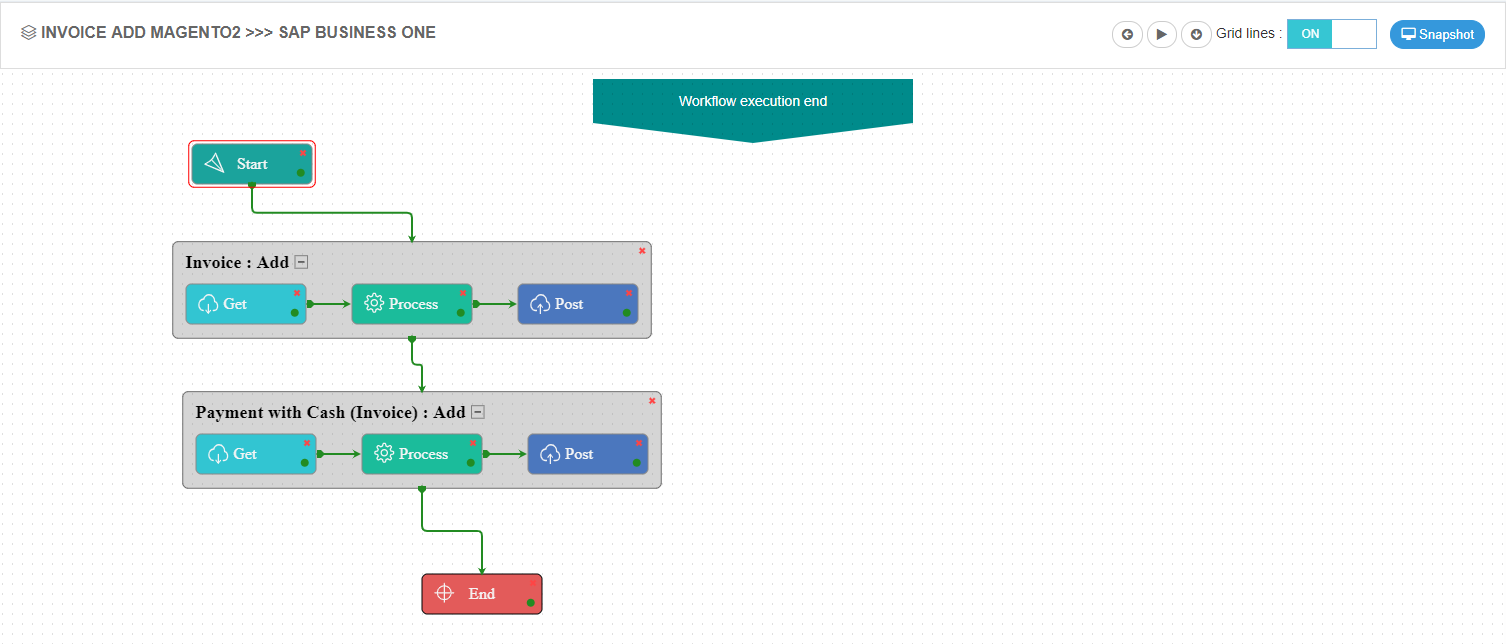 INVOICE ADD MAGENTO2 >>> SAP BUSINESS ONE
Grid lines :
ON
Snapshot
Workflow execution end
Start
Invoice : Add
Get
Process
Post
Payment with Cash (Invoice) : Add
Get
Process
Post
End